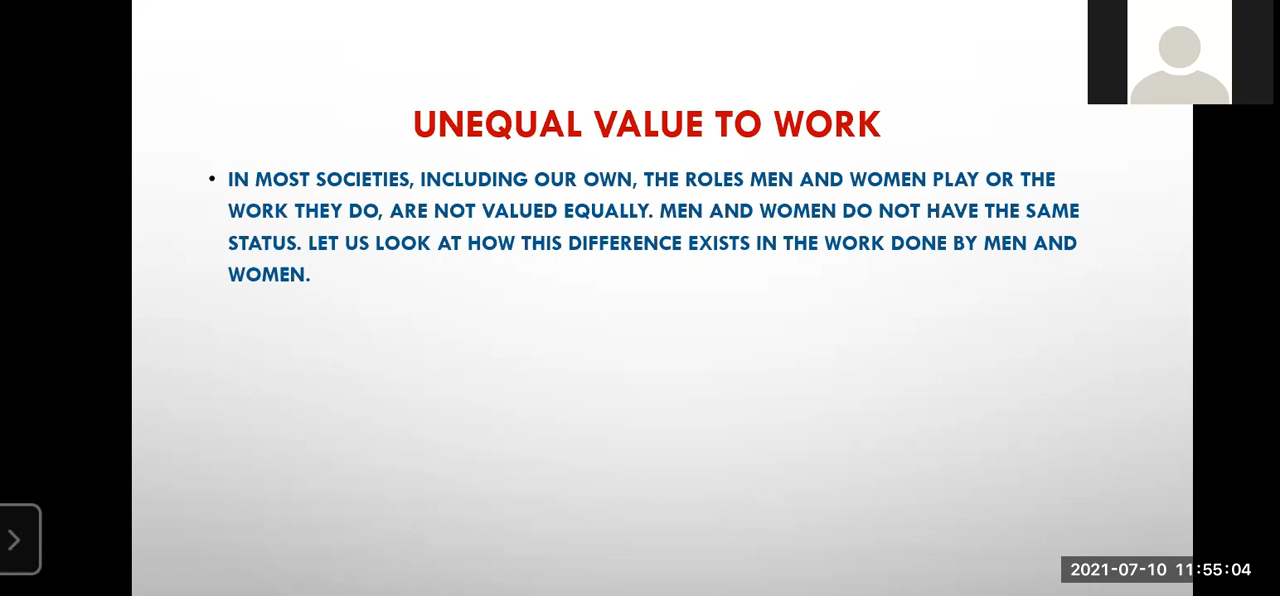 UNEQUAL VALUE TO WORK
• IN MOST SOCIETIES, INCLUDING OUR OWN, THE ROLES MEN AND WOMEN PLAY OR THE
WORK THEY DO, ARE NOT VALUED EQUALLY. MEN AND WOMEN DO NOT HAVE THE SAME
STATUS. LET US LOOK AT HOW THIS DIFFERENCE EXISTS IN THE WORK DONE BY MEN AND
WOMEN.
2021-07-10 11:55:04